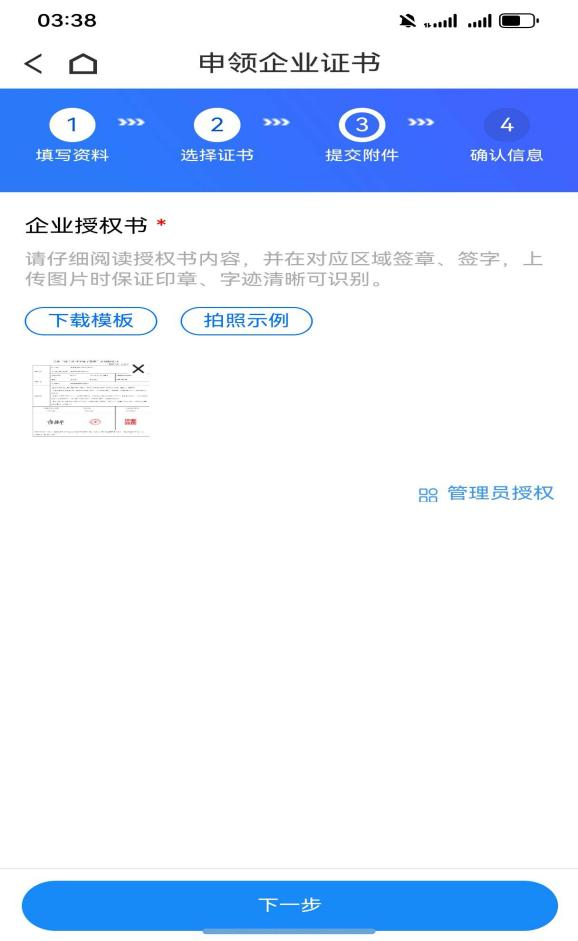 03:38
申领企业证书
1
2
3
4
填写资料
选择证书
提交附件
确认信息
企业授权书 *
请仔细阅读授权书内容，并在对应区域签章、签字，上
传图片时保证印章、字迹清晰可识别。
下载模板
拍照示例
管理员授权
下一步